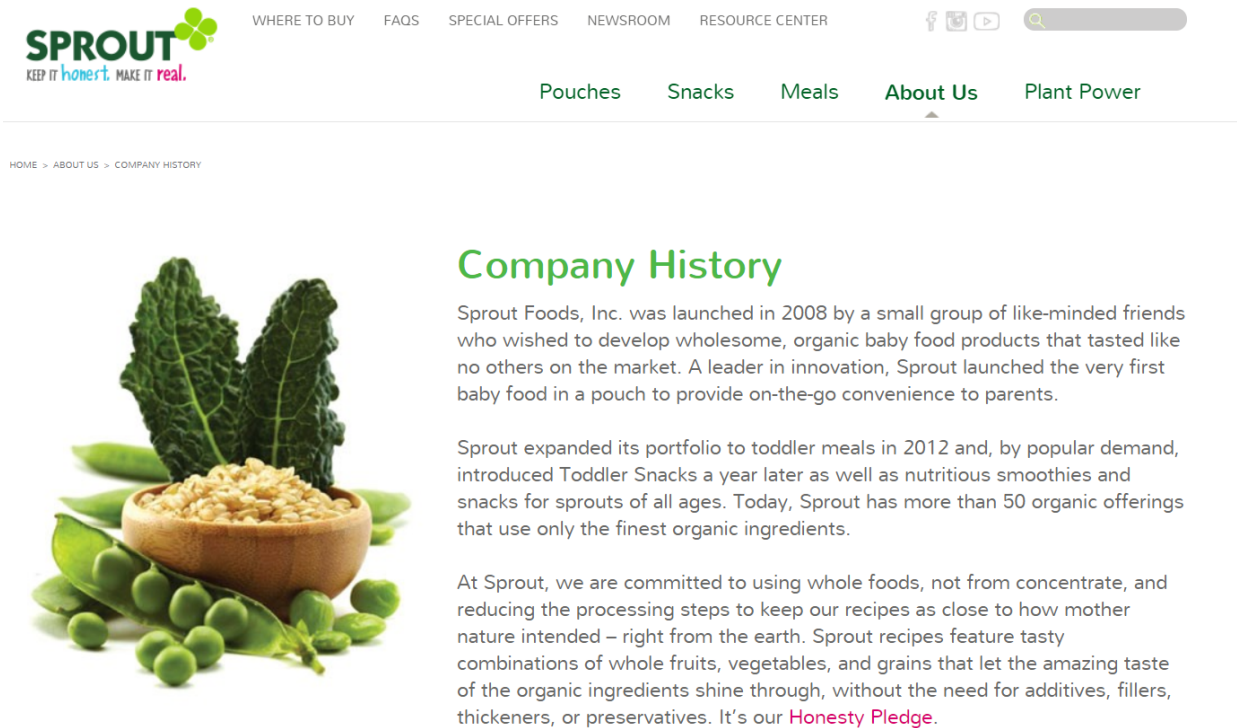 WHERE TO BUY FAQS SPECIAL OFFERS NEWSROOM RESOURCE CENTER
SPROUT
KEEP IT honest. MAKE IT real.
Pouches Snacks Meals About Us Plant Power
HOME > ABOUT US > COMPANY HISTORY
Company History
Sprout Foods, Inc. was launched in 2008 by a small group of like-minded friends
who wished to develop wholesome, organic baby food products that tasted like
no others on the market. A leader in innovation, Sprout launched the very first
baby food in a pouch to provide on-the-go convenience to parents.
Sprout expanded its portfolio to toddler meals in 2012 and, by popular demand,
introduced Toddler Snacks a year later as well as nutritious smoothies and
snacks for sprouts of all ages. Today, Sprout has more than 50 organic offerings
that use only the finest organic ingredients.
At Sprout, we are committed to using whole foods, not from concentrate, and
reducing the processing steps to keep our recipes as close to how mother
nature intended – right from the earth. Sprout recipes feature tasty
combinations of whole fruits, vegetables, and grains that let the amazing taste
of the organic ingredients shine through, without the need for additives, fillers,
thickeners, or preservatives. It's our Honesty Pledge.